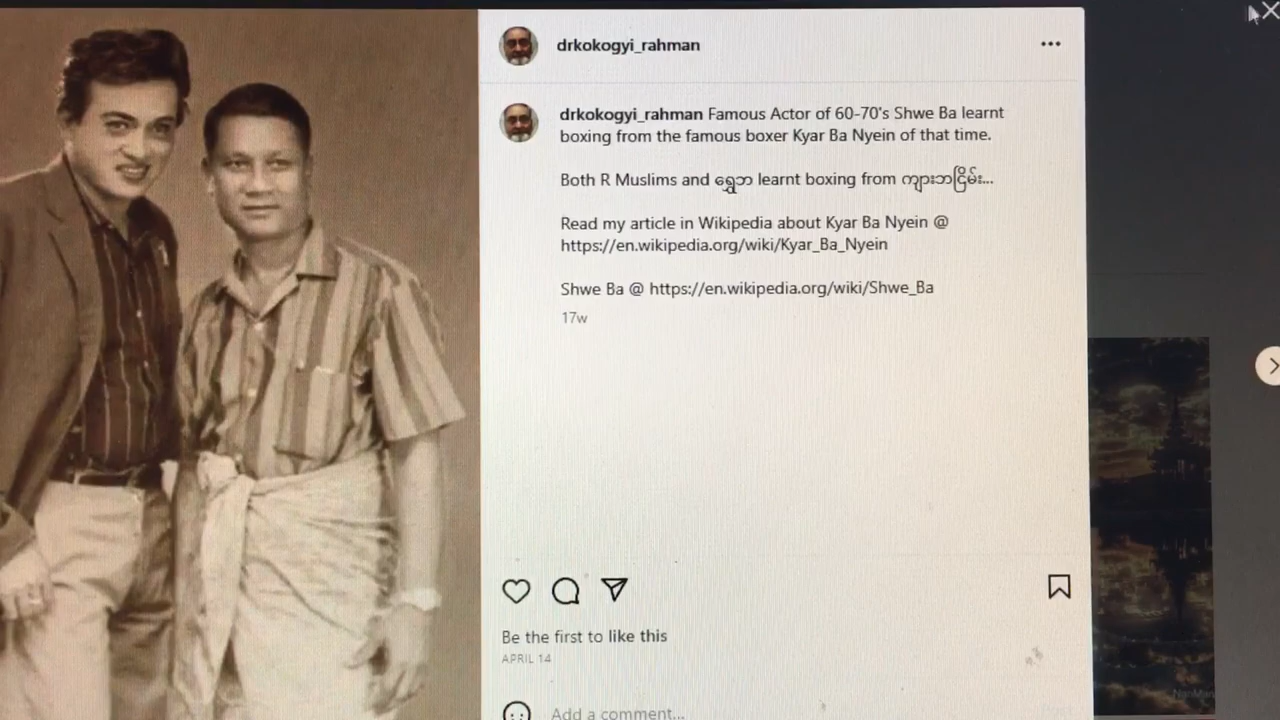 drkokogyi_rahman
drkokogyi_rahman Famous Actor of 60-70's Shwe Ba learnt
boxing from the famous boxer Kyar Ba Nyein of that time.
Both R Muslims and ရွှေဘ learnt boxing from ကျားဘငြိမ်း...
Read my article in Wikipedia about Kyar Ba Nyein @
https://en.wikipedia.org/wiki/Kyar_Ba_Nyein
Shwe Ba @ https://en.wikipedia.org/wiki/Shwe_Ba
17w
Be the first to like this
APRIL 14
Add a comment...
Post